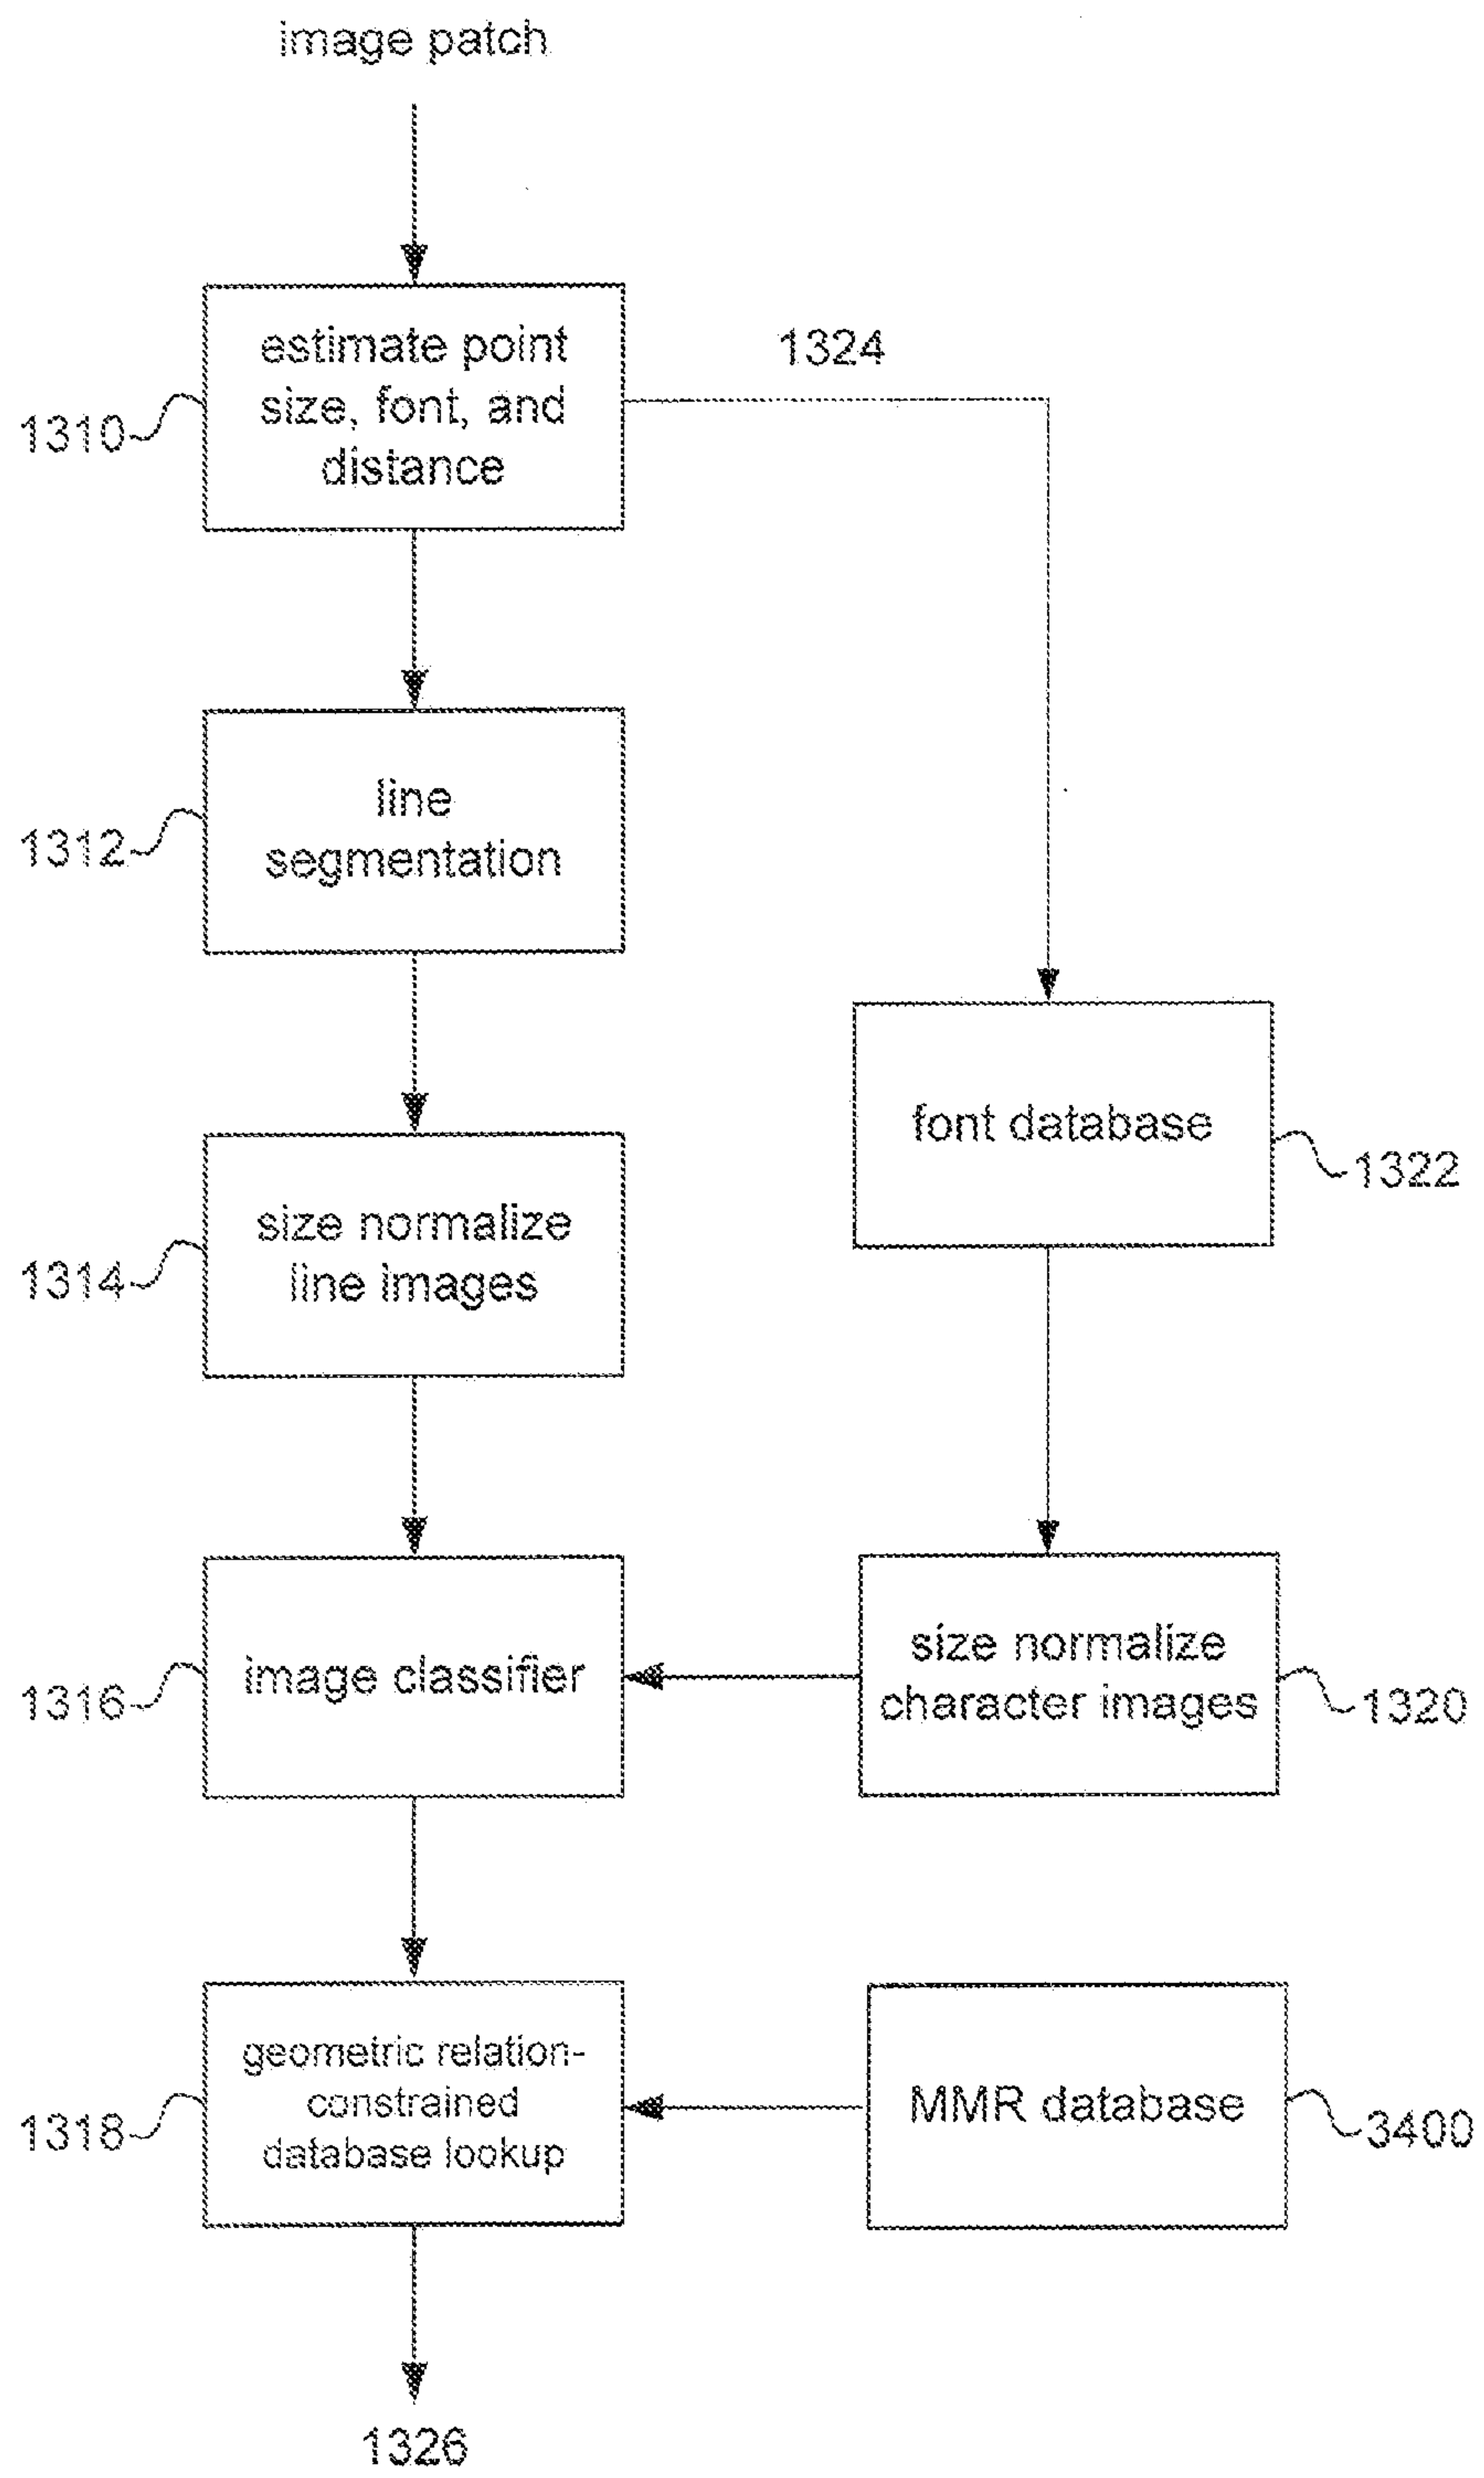 image patch
estimate point
size, font, and
distance
1310
1324
line
segmentation
1312
font database
1322
size normalize
line images
1314
image classifier
1316
size normalize
character images
1320
geometric relation-
constrained
database lookup
1318
MMR database
3400
1326